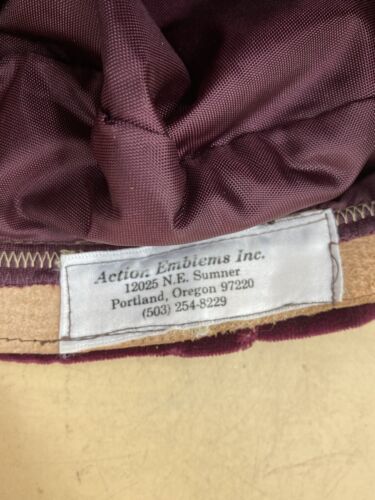 Action Emblems Inc.
12025 N.E. Sumner
Portland, Oregon 97220
(503) 254-8229